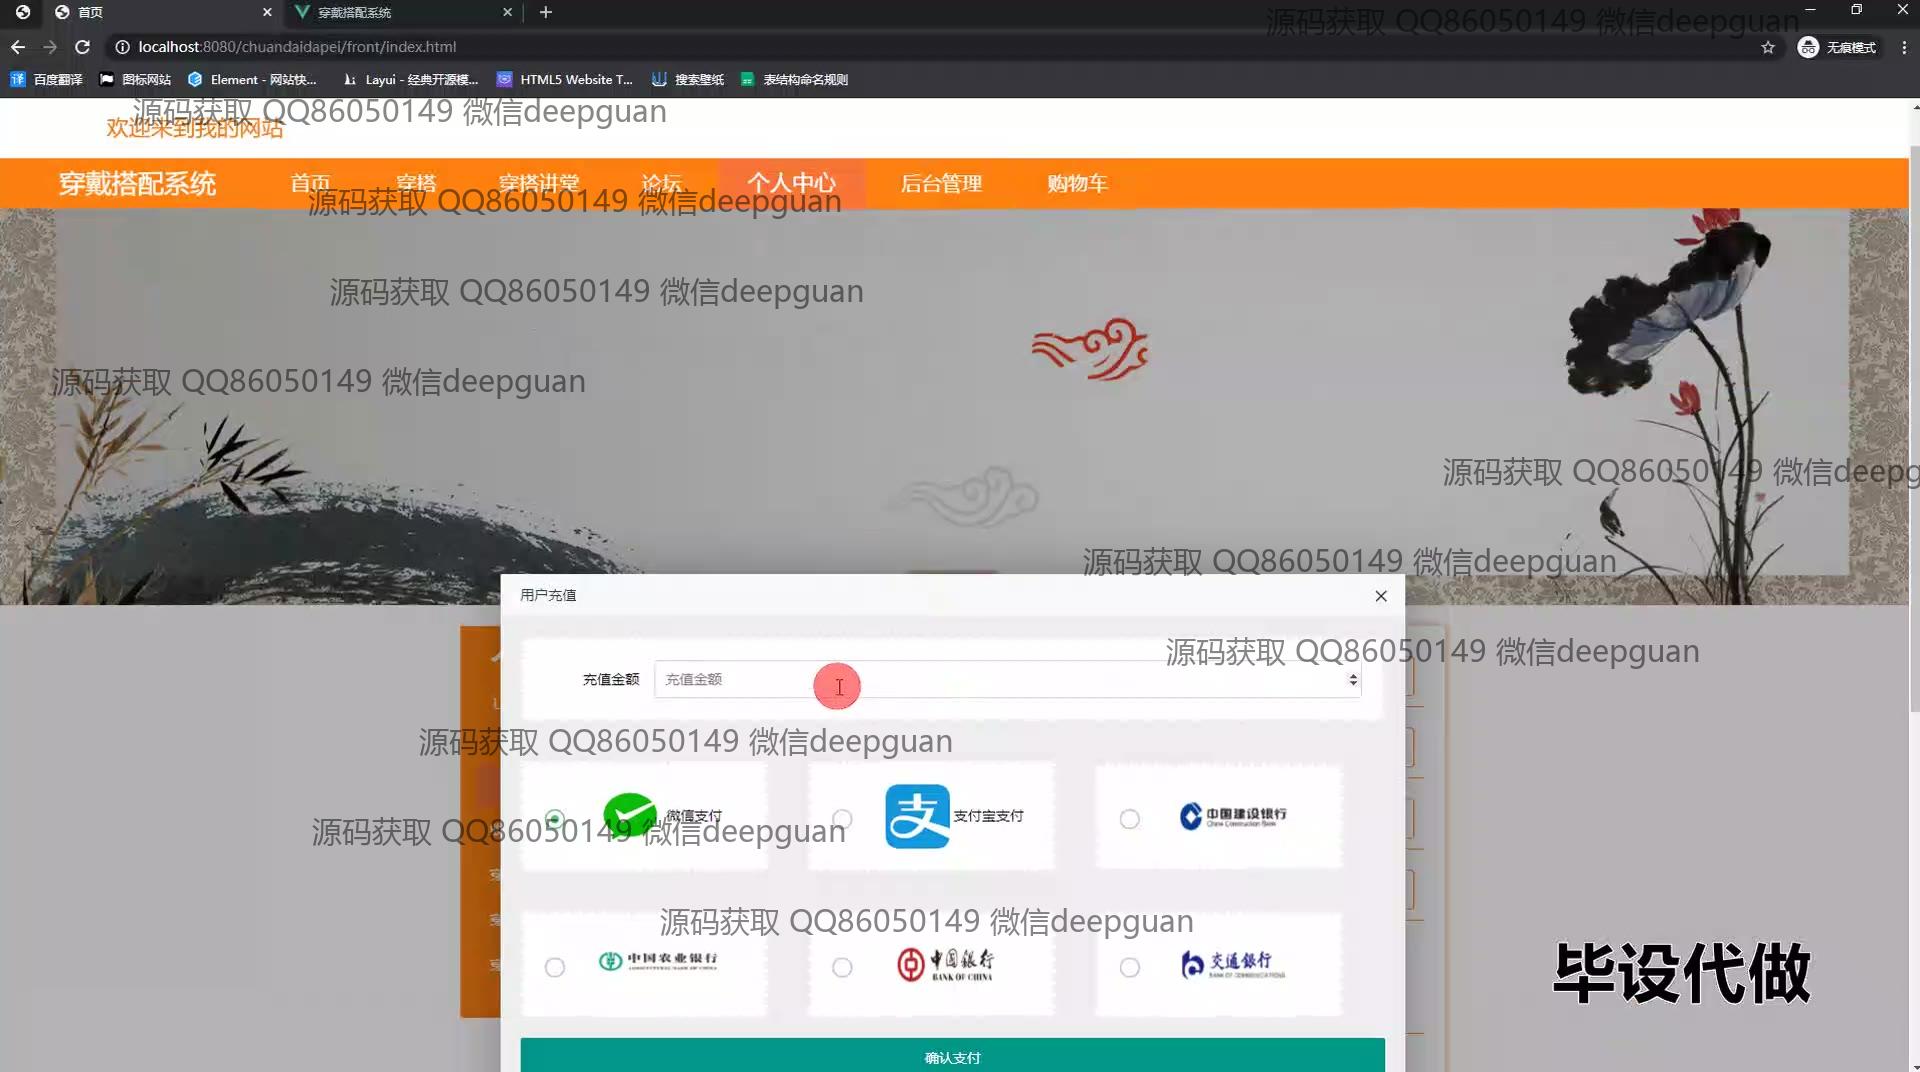 首页
穿戴搭配系统
localhost:8080/chuandaidapei/front/index.html
无痕模式
百度翻译
图标网站
Element - 网站快...
Layui - 经典开源模...
HTML5 Website T...
搜索壁纸
表结构命名规则
源码获取 QQ86050149 微信deepguan
源码获取 QQ86050149 微信deepguan
欢迎来到我的网站
穿戴搭配系统
首页
穿搭
穿搭讲堂
论坛
个人中心
后台管理
购物车
源码获取 QQ86050149 微信deepguan
源码获取 QQ86050149 微信deepguan
源码获取 QQ86050149 微信deepguan
源码获取 QQ86050149 微信deepg
源码获取 QQ86050149 微信deepguan
用户充值
源码获取 QQ86050149 微信deepguan
充值金额
充值金额
源码获取 QQ86050149 微信deepguan
微信支付
支付宝支付
中国建设银行
China Construction Bank
源码获取 QQ86050149 微信deepguan
源码获取 QQ86050149 微信deepguan
中国农业银行
AGRICULTURAL BANK OF CHINA
中国银行
BANK OF CHINA
交通银行
BANK OF COMMUNICATIONS
毕设代做
确认支付